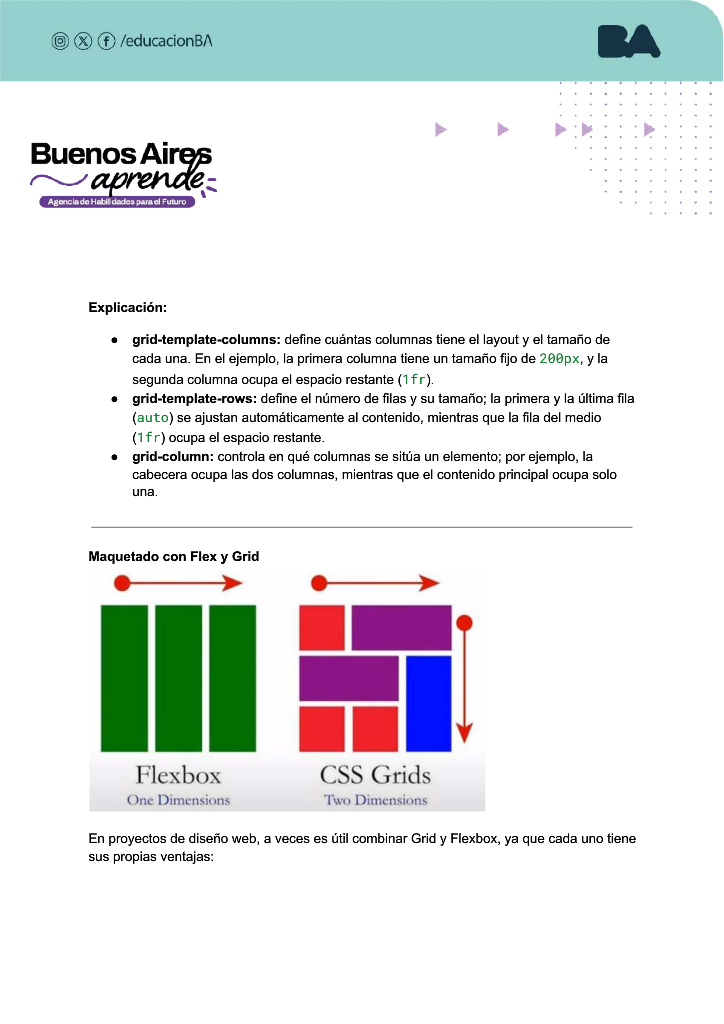 /educacionBA
BA
Buenos Aires
aprende
Agencia de Habilidades para el Futuro
Explicación:
● grid-template-columns: define cuántas columnas tiene el layout y el tamaño de
cada una. En el ejemplo, la primera columna tiene un tamaño fijo de 200px, y la
segunda columna ocupa el espacio restante (1fr).
● grid-template-rows: define el número de filas y su tamaño; la primera y la última fila
(auto) se ajustan automáticamente al contenido, mientras que la fila del medio
(1fr) ocupa el espacio restante.
● grid-column: controla en qué columnas se sitúa un elemento; por ejemplo, la
cabecera ocupa las dos columnas, mientras que el contenido principal ocupa solo
una.
Maquetado con Flex y Grid
Flexbox
One Dimensions
CSS Grids
Two Dimensions
En proyectos de diseño web, a veces es útil combinar Grid y Flexbox, ya que cada uno tiene
sus propias ventajas: